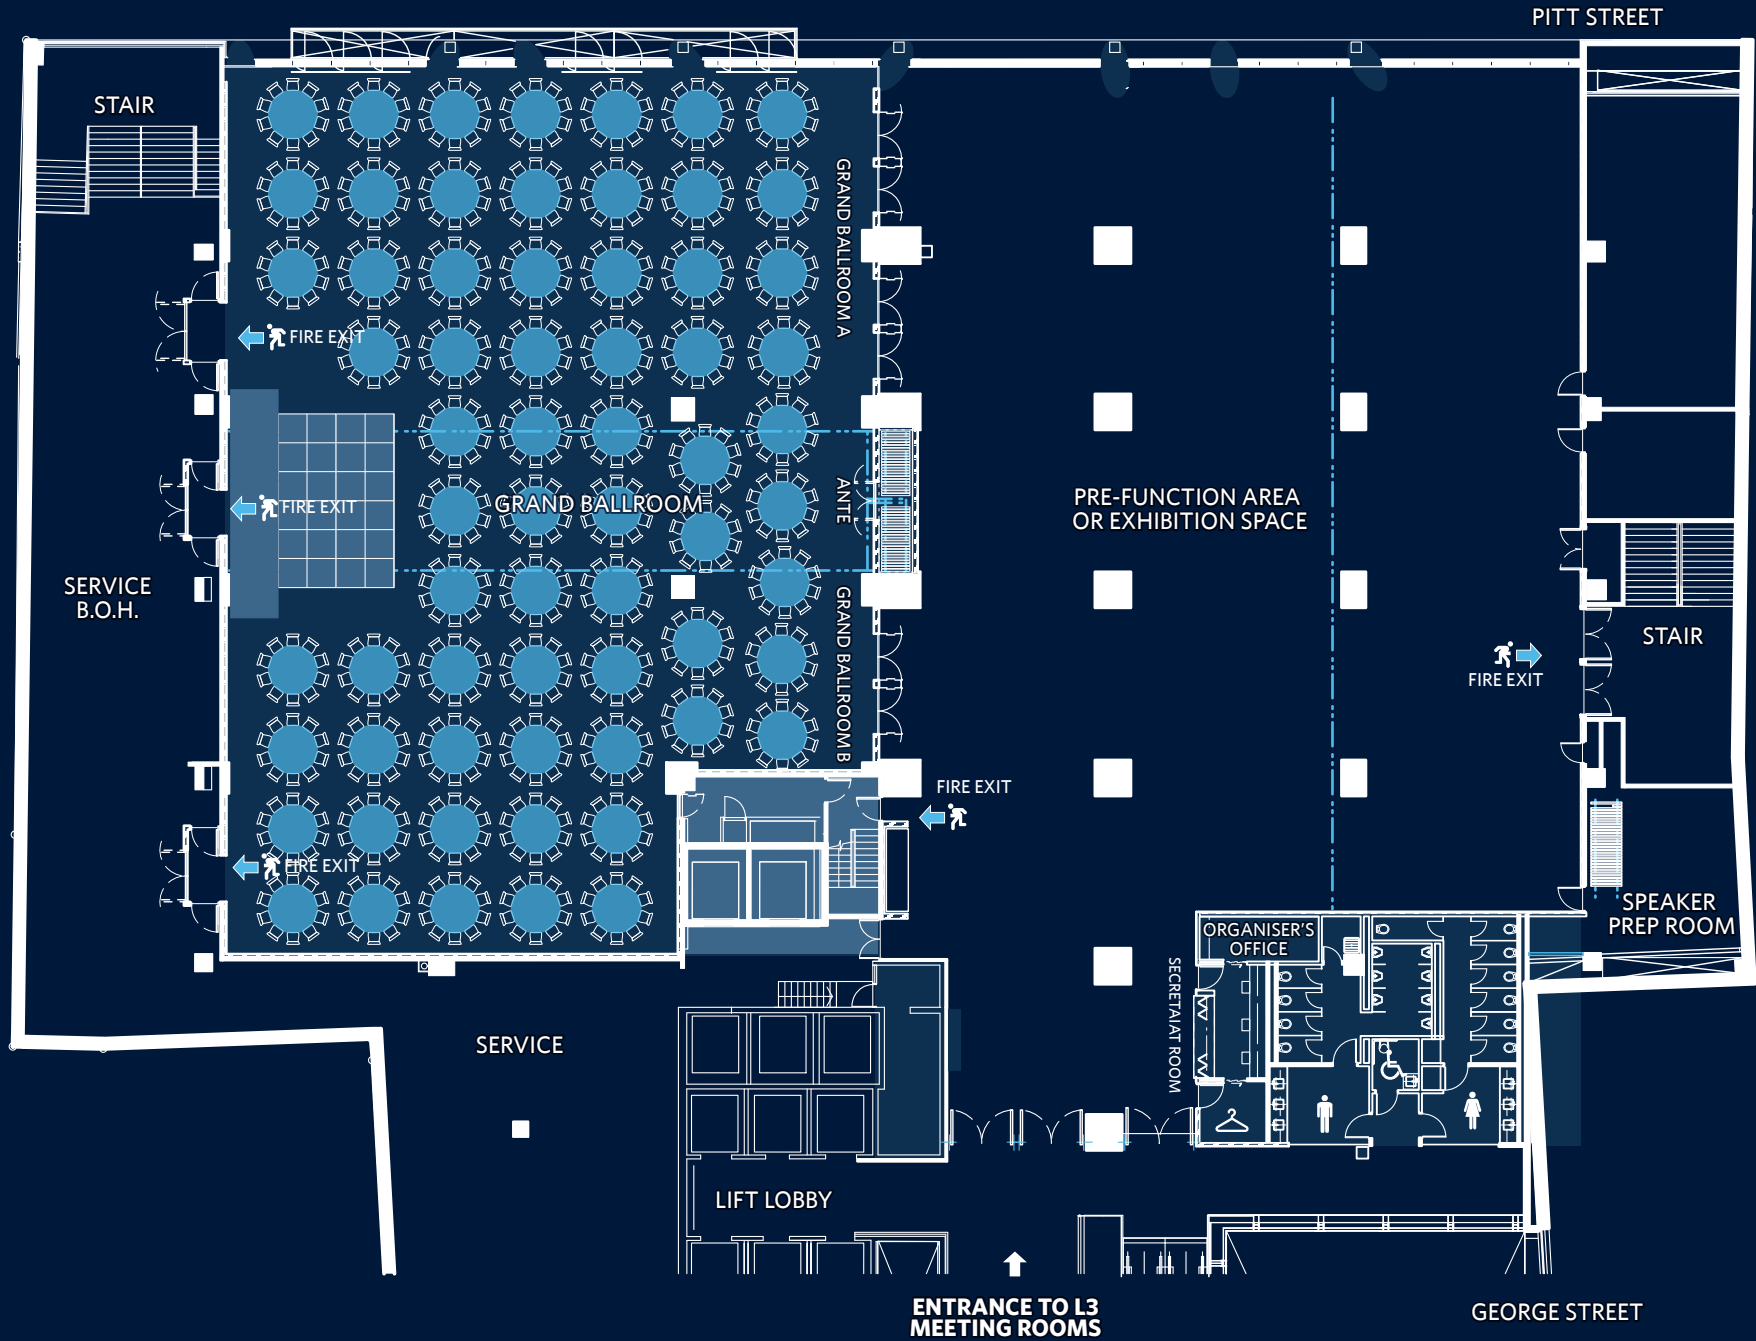 PITT STREET
STAIR
GRAND BALLROOM A
FIRE EXIT
GRAND BALLROOM
ANTE
FIRE EXIT
PRE-FUNCTION AREA
OR EXHIBITION SPACE
SERVICE
B.O.H.
GRAND BALLROOM B
STAIR
FIRE EXIT
FIRE EXIT
FIRE EXIT
SPEAKER
PREP ROOM
ORGANISER'S
OFFICE
SECRETAIAT ROOM
SERVICE
LIFT LOBBY
ENTRANCE TO L3
MEETING ROOMS
GEORGE STREET